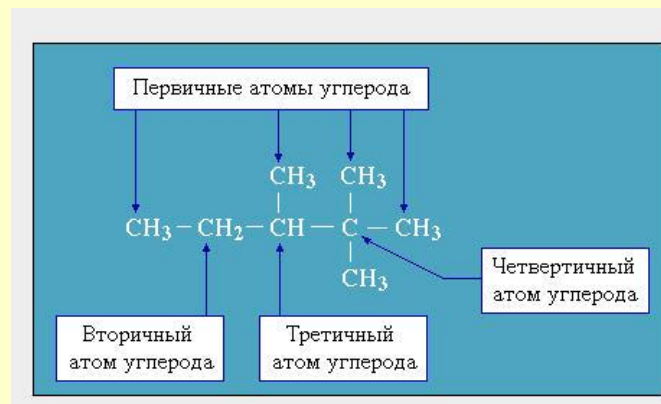 Первичные атомы углерода
CH₃ CH₃
CH₃ – CH₂ – CH – C – CH₃
CH₃
Четвертичный
атом углерода
Вторичный
атом углерода
Третичный
атом углерода